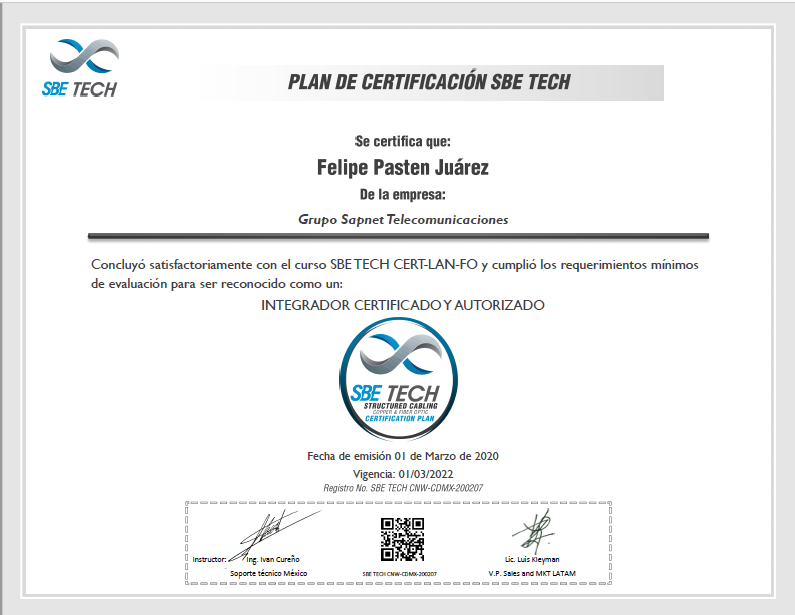 SBE TECH
PLAN DE CERTIFICACIÓN SBE TECH
Se certifica que:
Felipe Pasten Juárez
De la empresa:
Grupo Sapnet Telecomunicaciones
Concluyó satisfactoriamente con el curso SBE TECH CERT-LAN-FO y cumplió los requerimientos mínimos
de evaluación para ser reconocido como un:
INTEGRADOR CERTIFICADO Y AUTORIZADO
SBE TECH
STRUCTURED CABLING
COPPER & FIBER OPTIC
CERTIFICATION PLAN
Fecha de emisión 01 de Marzo de 2020
Vigencia: 01/03/2022
Registro No. SBE TECH CNW-CDMX-200207
Instructor: Ing. Ivan Cureño
Soporte técnico México
SBE TECH CNW-CDMX-200207
Lic. Luis Kleyman
V.P. Sales and MKT LATAM